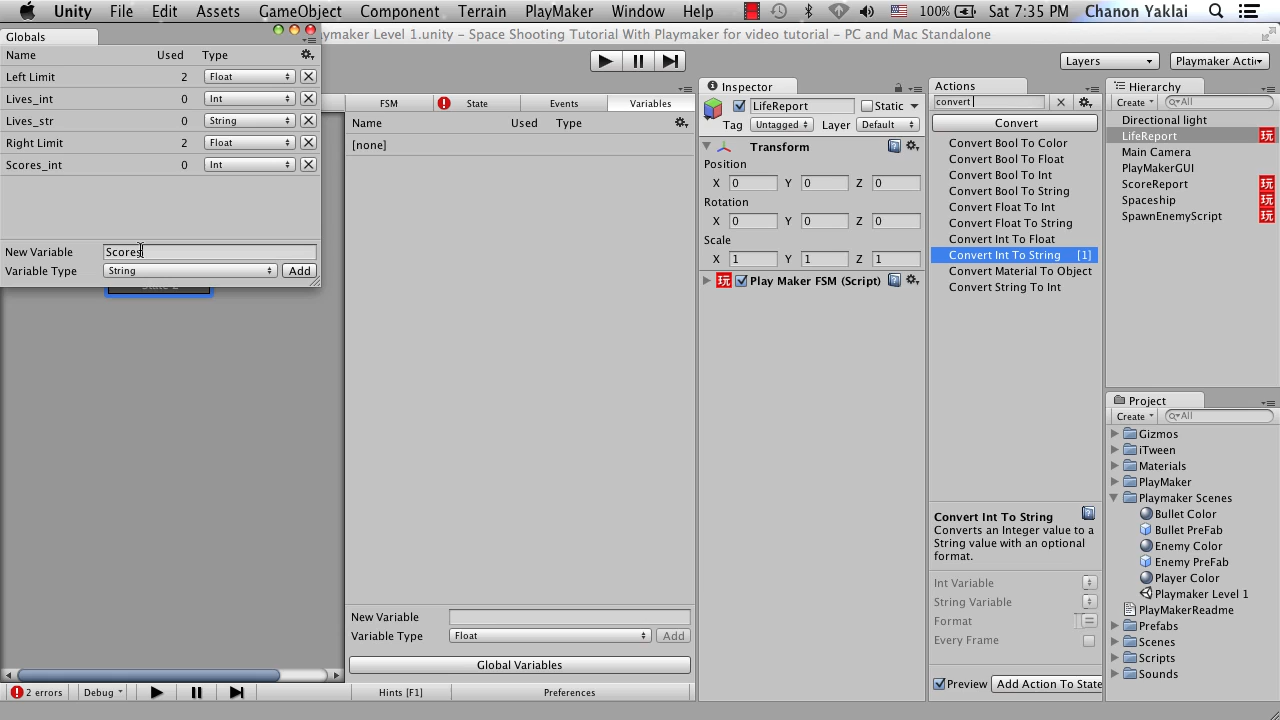 Unity File Edit Assets GameObject Component Terrain PlayMaker Window Help 100% Sat 7:35 PM Chanon Yaklai
aymaker Level 1.unity - Space Shooting Tutorial With Playmaker for video tutorial - PC and Mac Standalone
Layers Playmaker Acti
Globals
Name Used Type
Left Limit 2 Float
Lives_int 0 Int
Lives_str 0 String
Right Limit 2 Float
Scores_int 0 Int
New Variable Scores
Variable Type String Add
FSM State Events Variables
Name Used Type
[none]
New Variable
Variable Type Float Add
Global Variables
2 errors Debug Hints [F1] Preferences
Inspector
LifeReport Static
Tag Untagged Layer Default
Transform
Position
X 0 Y 0 Z 0
Rotation
X 0 Y 0 Z 0
Scale
X 1 Y 1 Z 1
玩 Play Maker FSM (Script)
Actions
convert
Convert
Convert Bool To Color
Convert Bool To Float
Convert Bool To Int
Convert Bool To String
Convert Float To Int
Convert Float To String
Convert Int To Float
Convert Int To String [1]
Convert Material To Object
Convert String To Int
Convert Int To String
Converts an Integer value to a
String value with an optional
format.
Int Variable
String Variable
Format
Every Frame
Preview Add Action To State
Hierarchy
Create All
Directional light
LifeReport 玩
Main Camera
PlayMakerGUI
ScoreReport 玩
Spaceship 玩
SpawnEnemyScript 玩
Project
Create All
Gizmos
iTween
Materials
PlayMaker
Playmaker Scenes
Bullet Color
Bullet PreFab
Enemy Color
Enemy PreFab
Player Color
Playmaker Level 1
PlayMakerReadme
Prefabs
Scenes
Scripts
Sounds